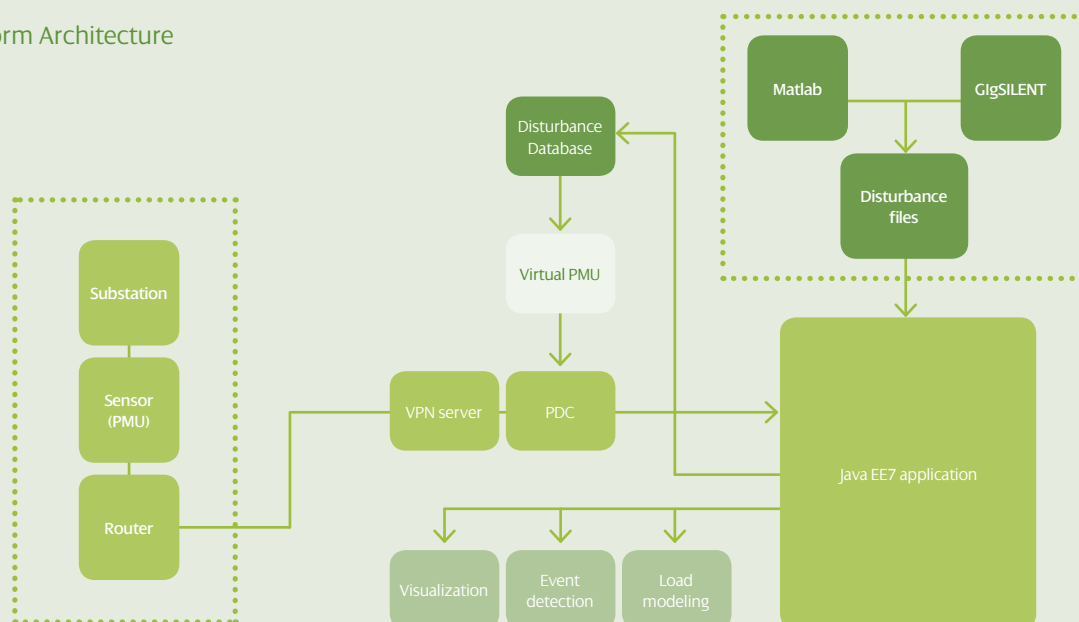 rm Architecture
Matlab
GIgSILENT
Disturbance
Database
Disturbance
files
Substation
Virtual PMU
Sensor
(PMU)
VPN server
PDC
Java EE7 application
Router
Visualization
Event
detection
Load
modeling